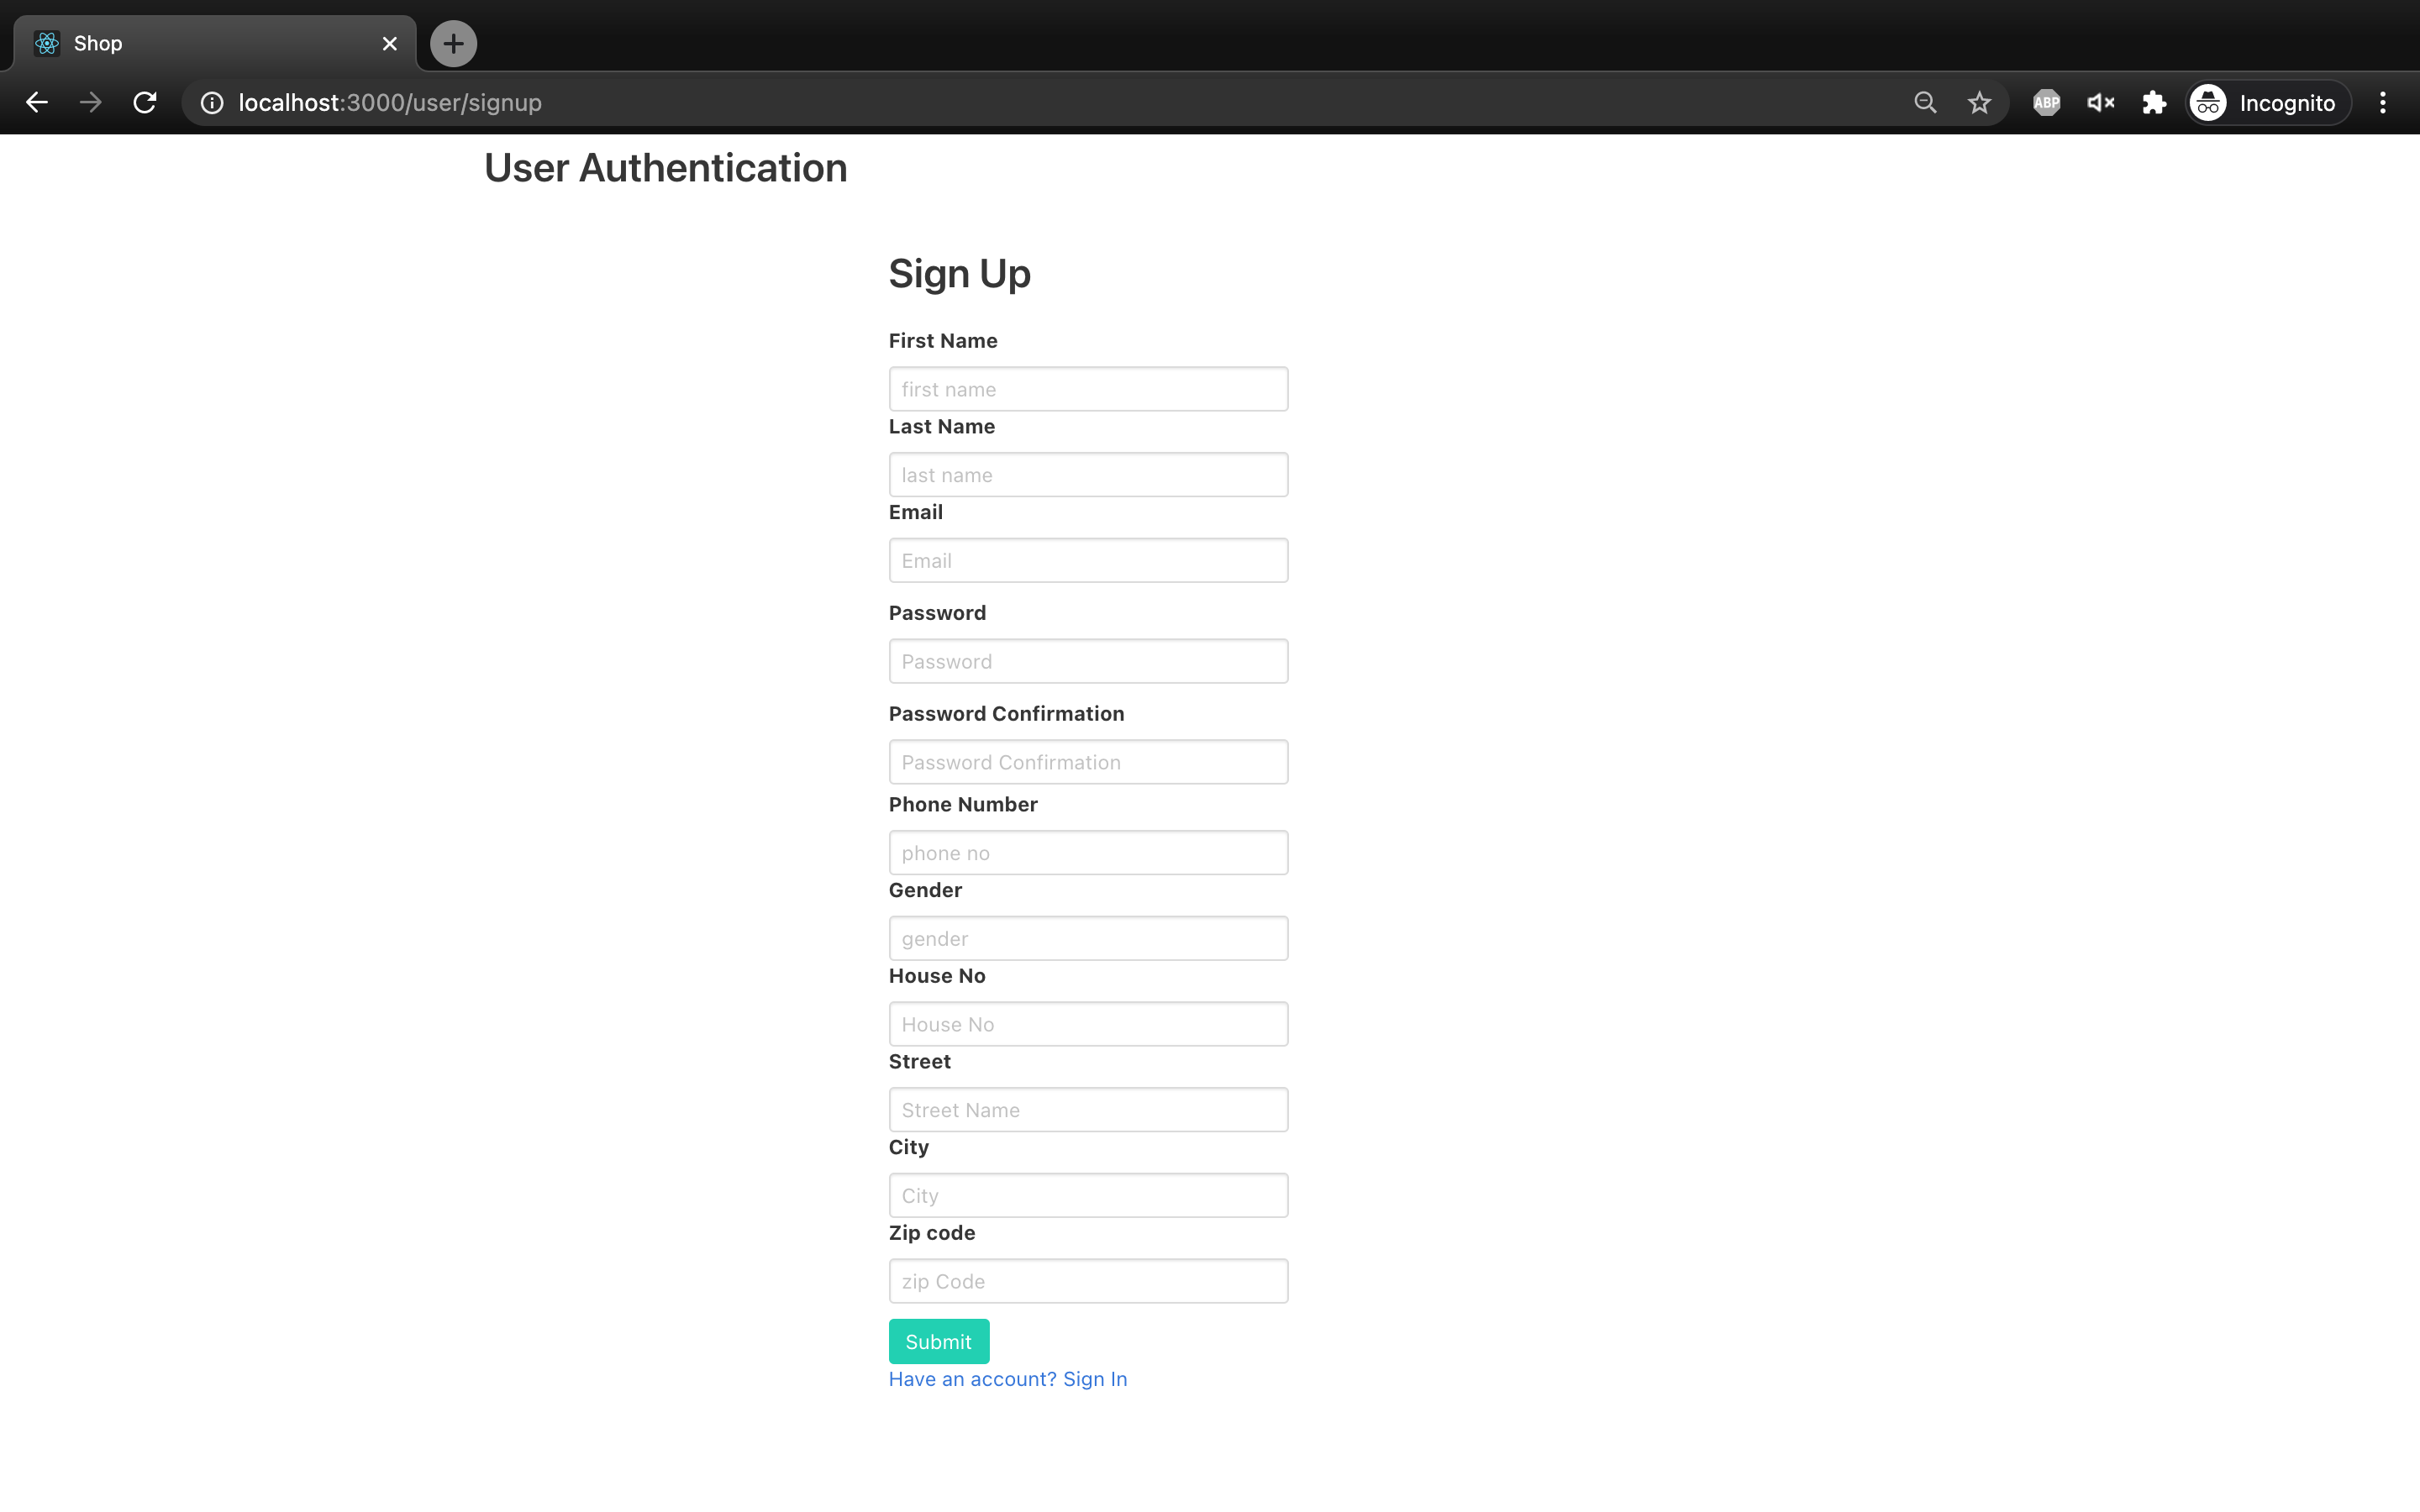 Shop
localhost:3000/user/signup
ABP
Incognito
User Authentication
Sign Up
First Name
first name
Last Name
last name
Email
Email
Password
Password
Password Confirmation
Password Confirmation
Phone Number
phone no
Gender
gender
House No
House No
Street
Street Name
City
City
Zip code
zip Code
Submit
Have an account? Sign In